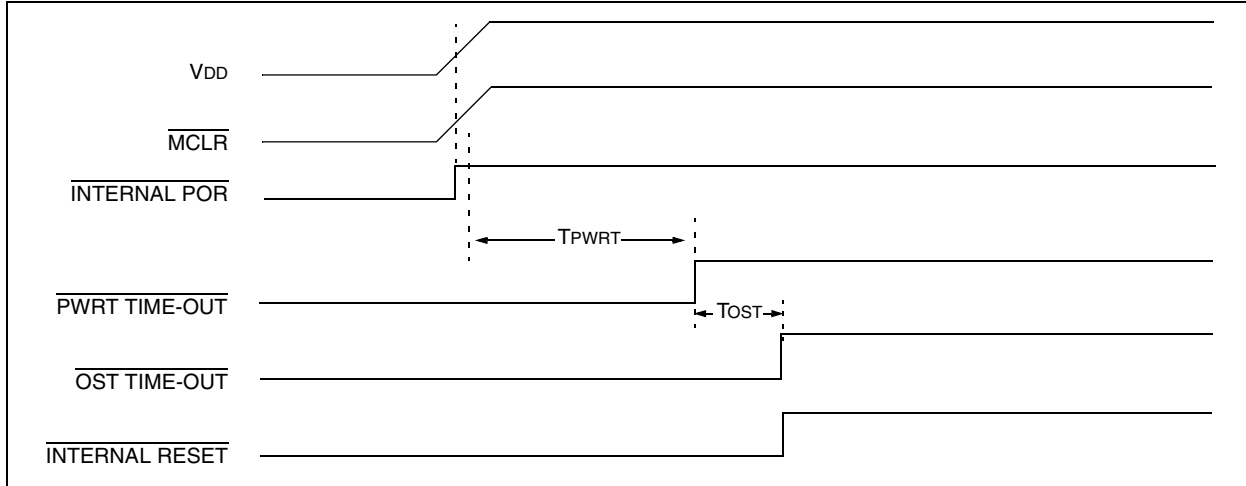 VDD
MCLR
INTERNAL POR
TPWRT
PWRT TIME-OUT
TOST
OST TIME-OUT
INTERNAL RESET